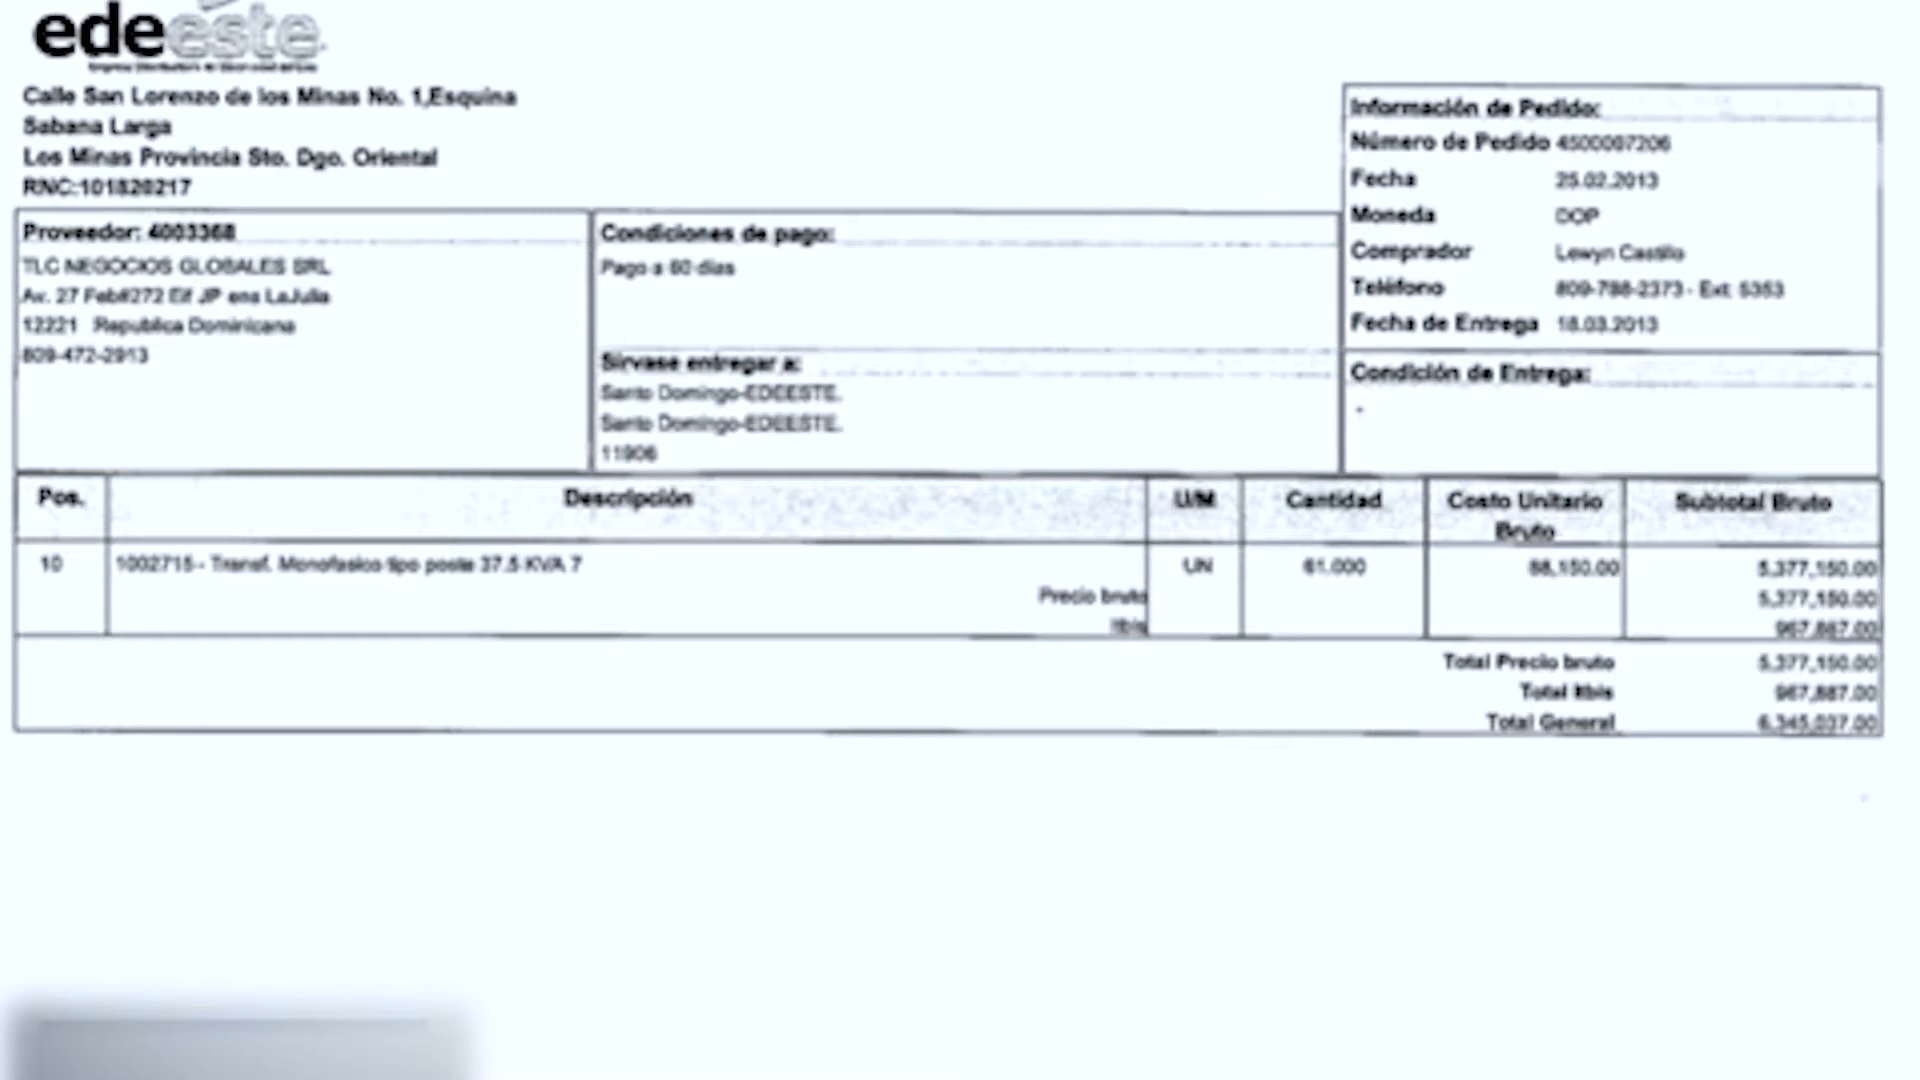 edeeste
Calle San Lorenzo de los Minas No. 1,Esquina
Sabana Larga
Los Minas Provincia Sto. Dgo. Oriental
RNC:101820217
Información de Pedido:
Número de Pedido 4500007206
Fecha 25.02.2013
Moneda DOP
Comprador Lewyn Castillo
Teléfono 809-788-2373 - Ext: 5353
Fecha de Entrega 18.03.2013
Condición de Entrega:
-
Proveedor: 4003368
TLC NEGOCIOS GLOBALES SRL
Av. 27 Feb#272 Eif JP ens LaJulia
12221 Republica Dominicana
809-472-2913
Condiciones de pago:
Pago a 60 días
Sírvase entregar a:
Santo Domingo-EDEESTE.
Santo Domingo-EDEESTE.
11906
Pos. Descripción U/M Cantidad Costo Unitario Bruto Subtotal Bruto
10 1002715 - Transf. Monofasico tipo poste 37.5 KVA 7 UN 61.000 88,150.00 5,377,150.00
Precio bruto 5,377,150.00
Itbis 967,887.00
Total Precio bruto 5,377,150.00
Total Itbis 967,887.00
Total General 6,345,037.00